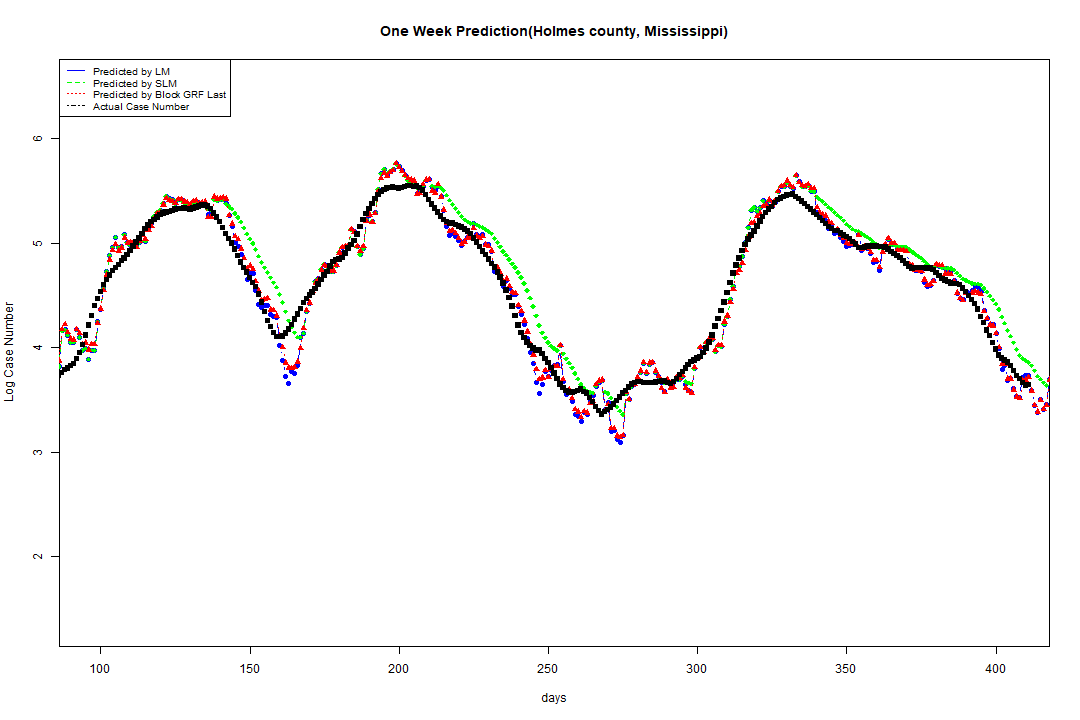 One Week Prediction(Holmes county, Mississippi)
Predicted by LM
Predicted by SLM
Predicted by Block GRF Last
Actual Case Number
6
5
4
3
2
Log Case Number
100 150 200 250 300 350 400
days